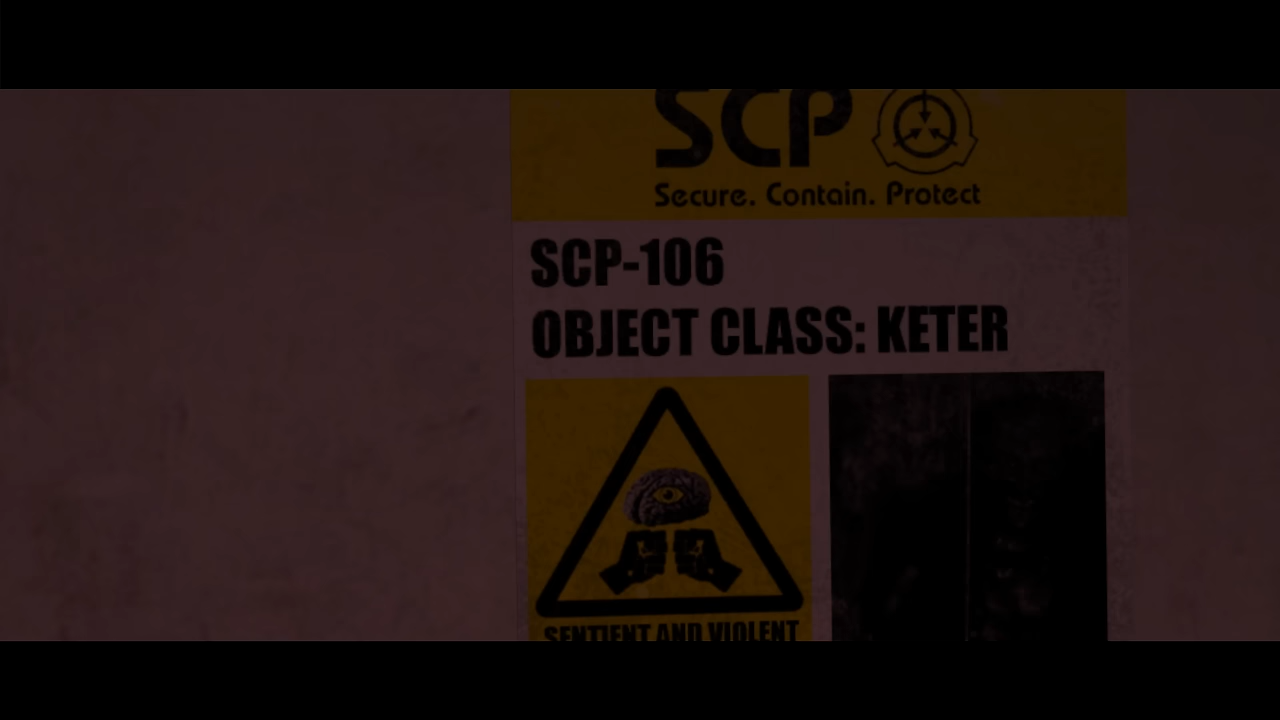 SCP
Secure. Contain. Protect
SCP-106
OBJECT CLASS: KETER
SENTIENT AND VIOLENT